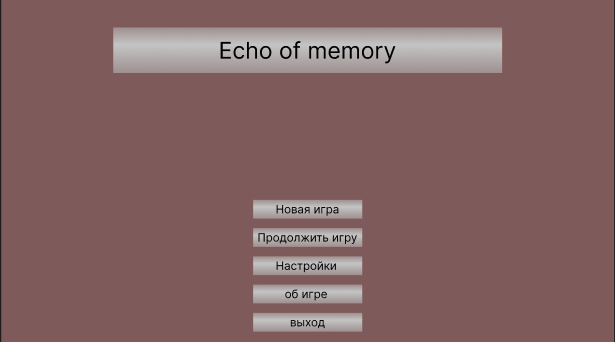 Echo of memory
Новая игра
Продолжить игру
Настройки
об игре
выход